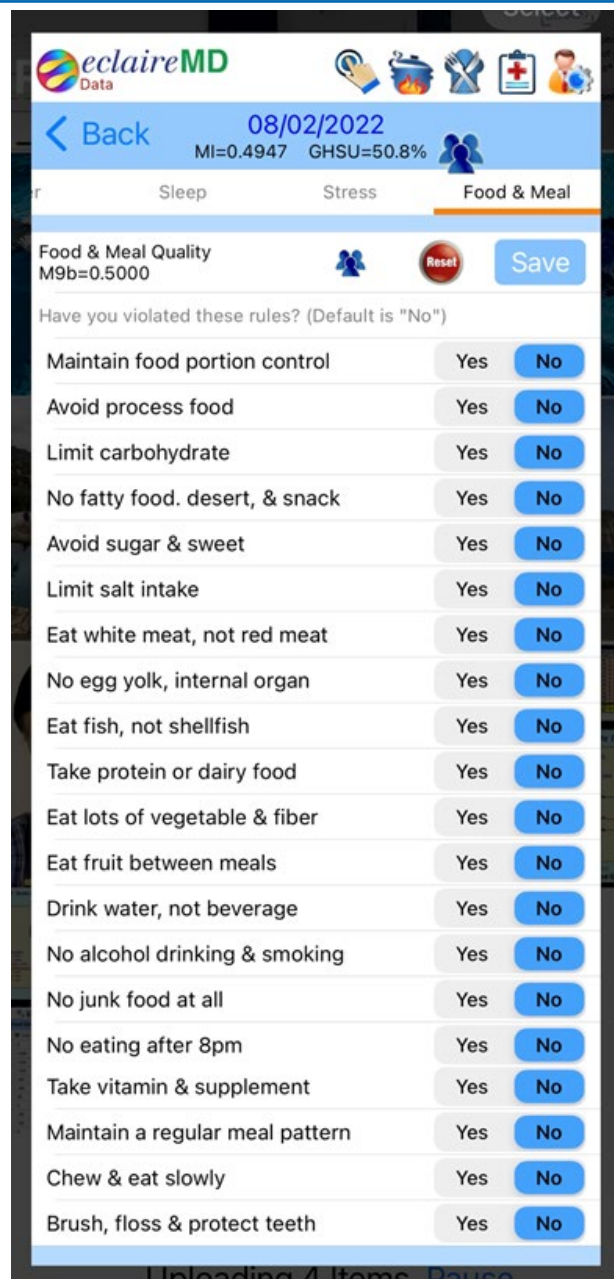 Select
eclaireMD
Data
Back
08/02/2022
MI=0.4947 GHSU=50.8%
r Sleep Stress Food & Meal
Food & Meal Quality
M9b=0.5000
Reset
Save
Have you violated these rules? (Default is "No")
Maintain food portion control Yes No
Avoid process food Yes No
Limit carbohydrate Yes No
No fatty food. desert, & snack Yes No
Avoid sugar & sweet Yes No
Limit salt intake Yes No
Eat white meat, not red meat Yes No
No egg yolk, internal organ Yes No
Eat fish, not shellfish Yes No
Take protein or dairy food Yes No
Eat lots of vegetable & fiber Yes No
Eat fruit between meals Yes No
Drink water, not beverage Yes No
No alcohol drinking & smoking Yes No
No junk food at all Yes No
No eating after 8pm Yes No
Take vitamin & supplement Yes No
Maintain a regular meal pattern Yes No
Chew & eat slowly Yes No
Brush, floss & protect teeth Yes No
Uploading 4 Items Pause